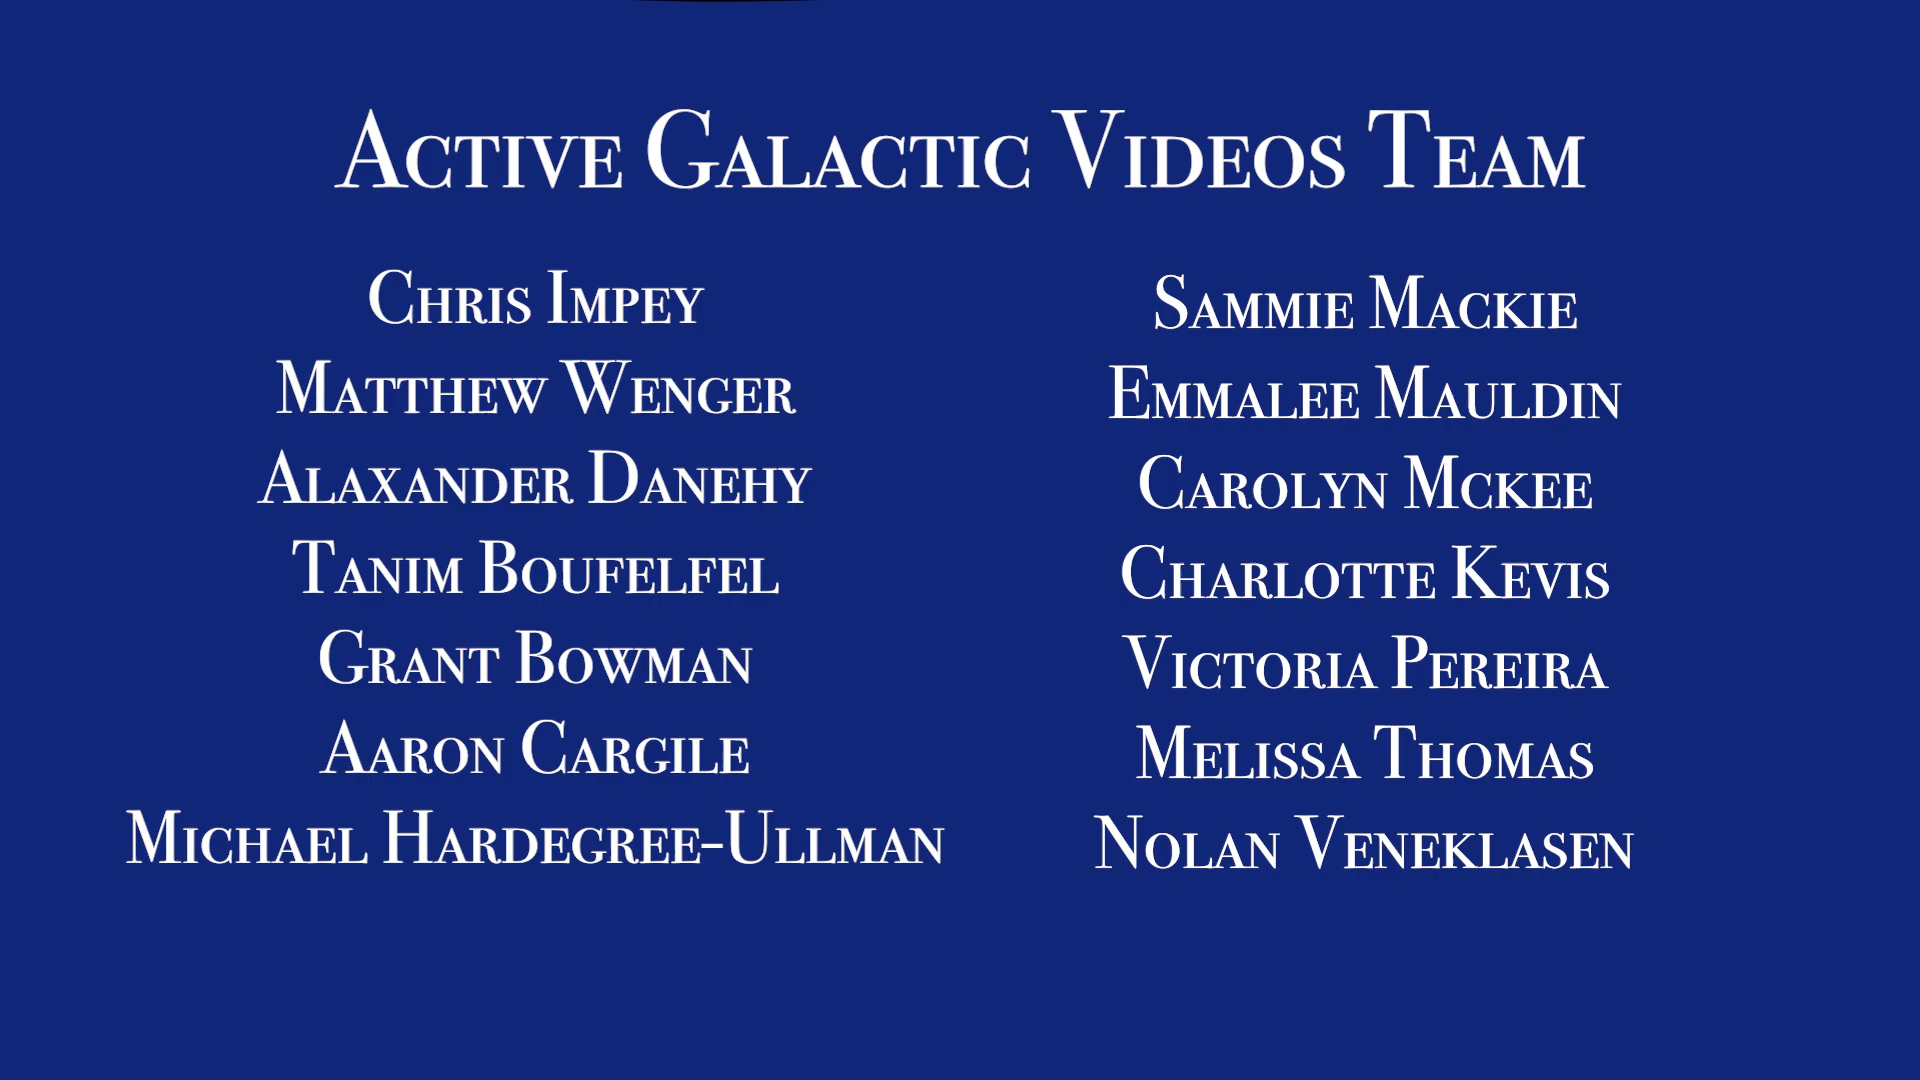 Active Galactic Videos Team
Chris Impey
Matthew Wenger
Alaxander Danehy
Tanim Boufelfel
Grant Bowman
Aaron Cargile
Michael Hardegree-Ullman
Sammie Mackie
Emmalee Mauldin
Carolyn Mckee
Charlotte Kevis
Victoria Pereira
Melissa Thomas
Nolan Veneklasen